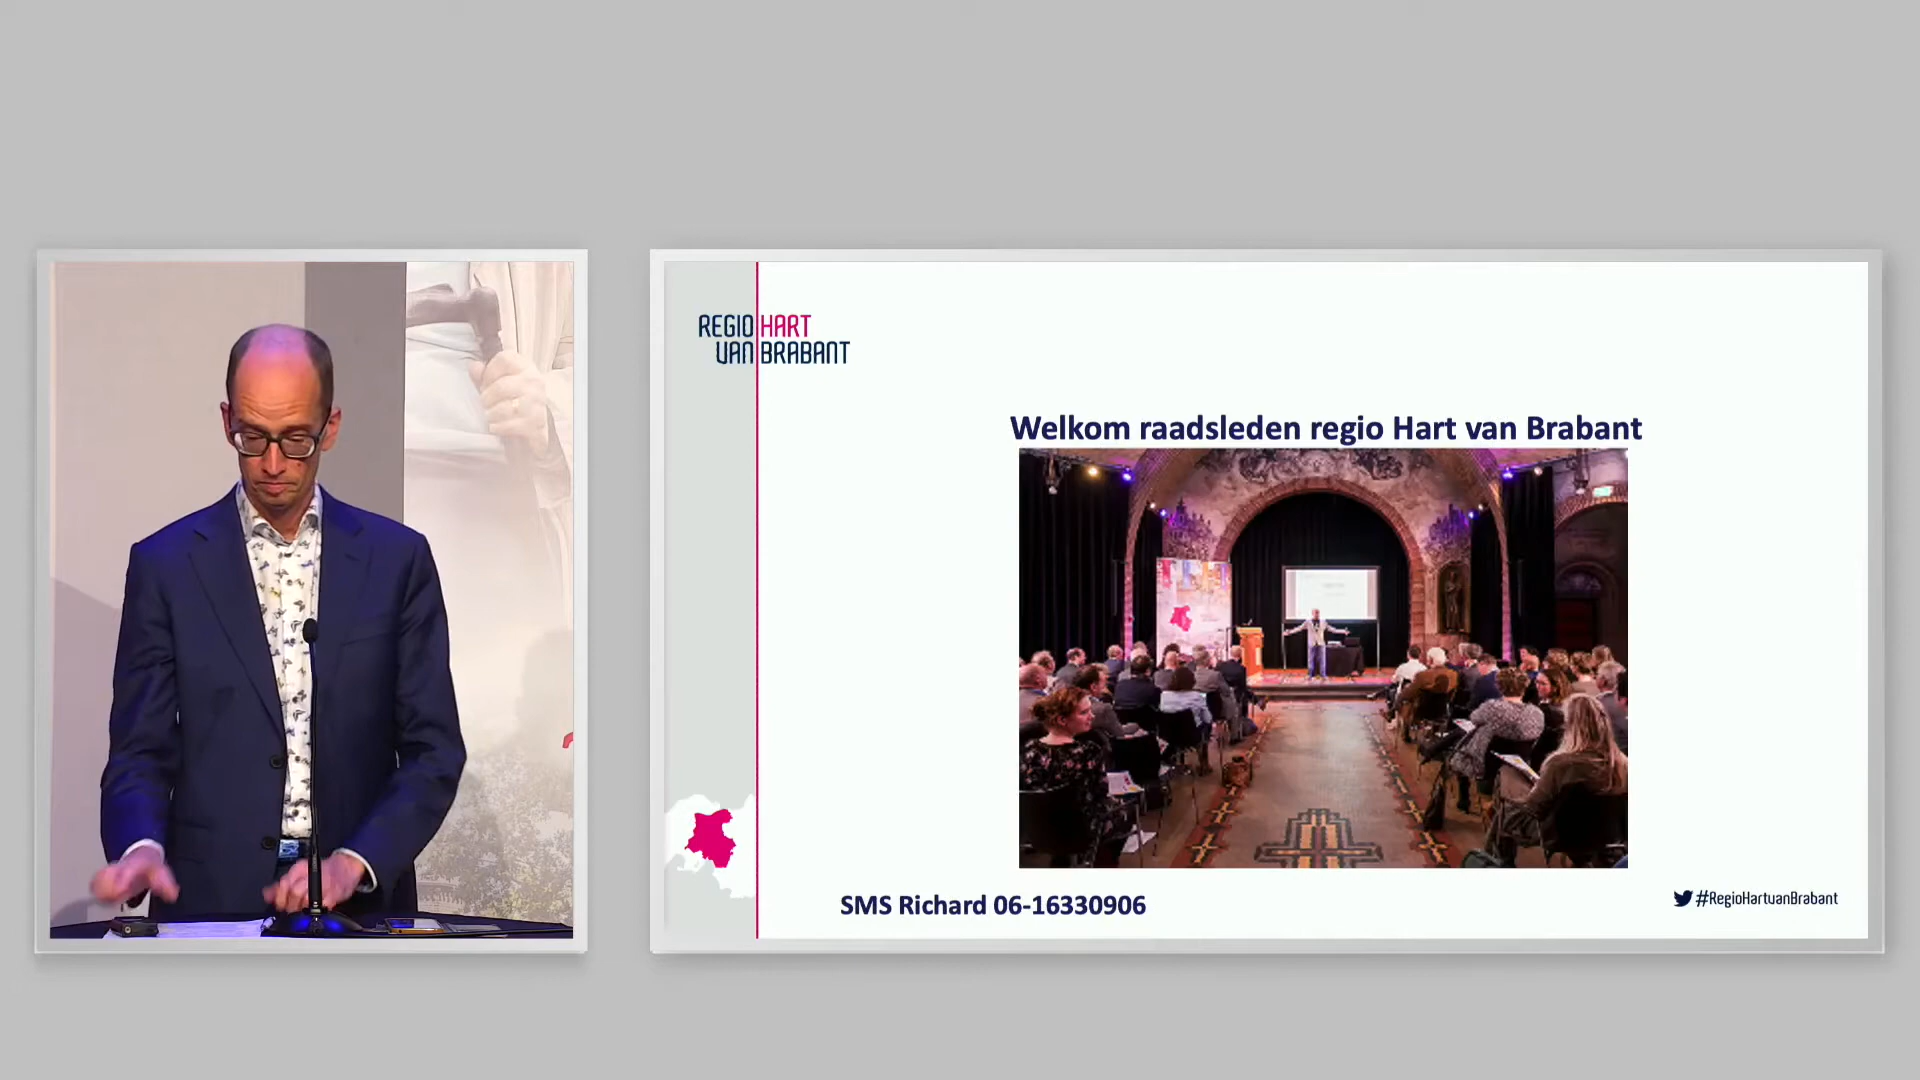 REGIO HART
VAN BRABANT
Welkom raadsleden regio Hart van Brabant
SMS Richard 06-16330906
#RegioHartvanBrabant